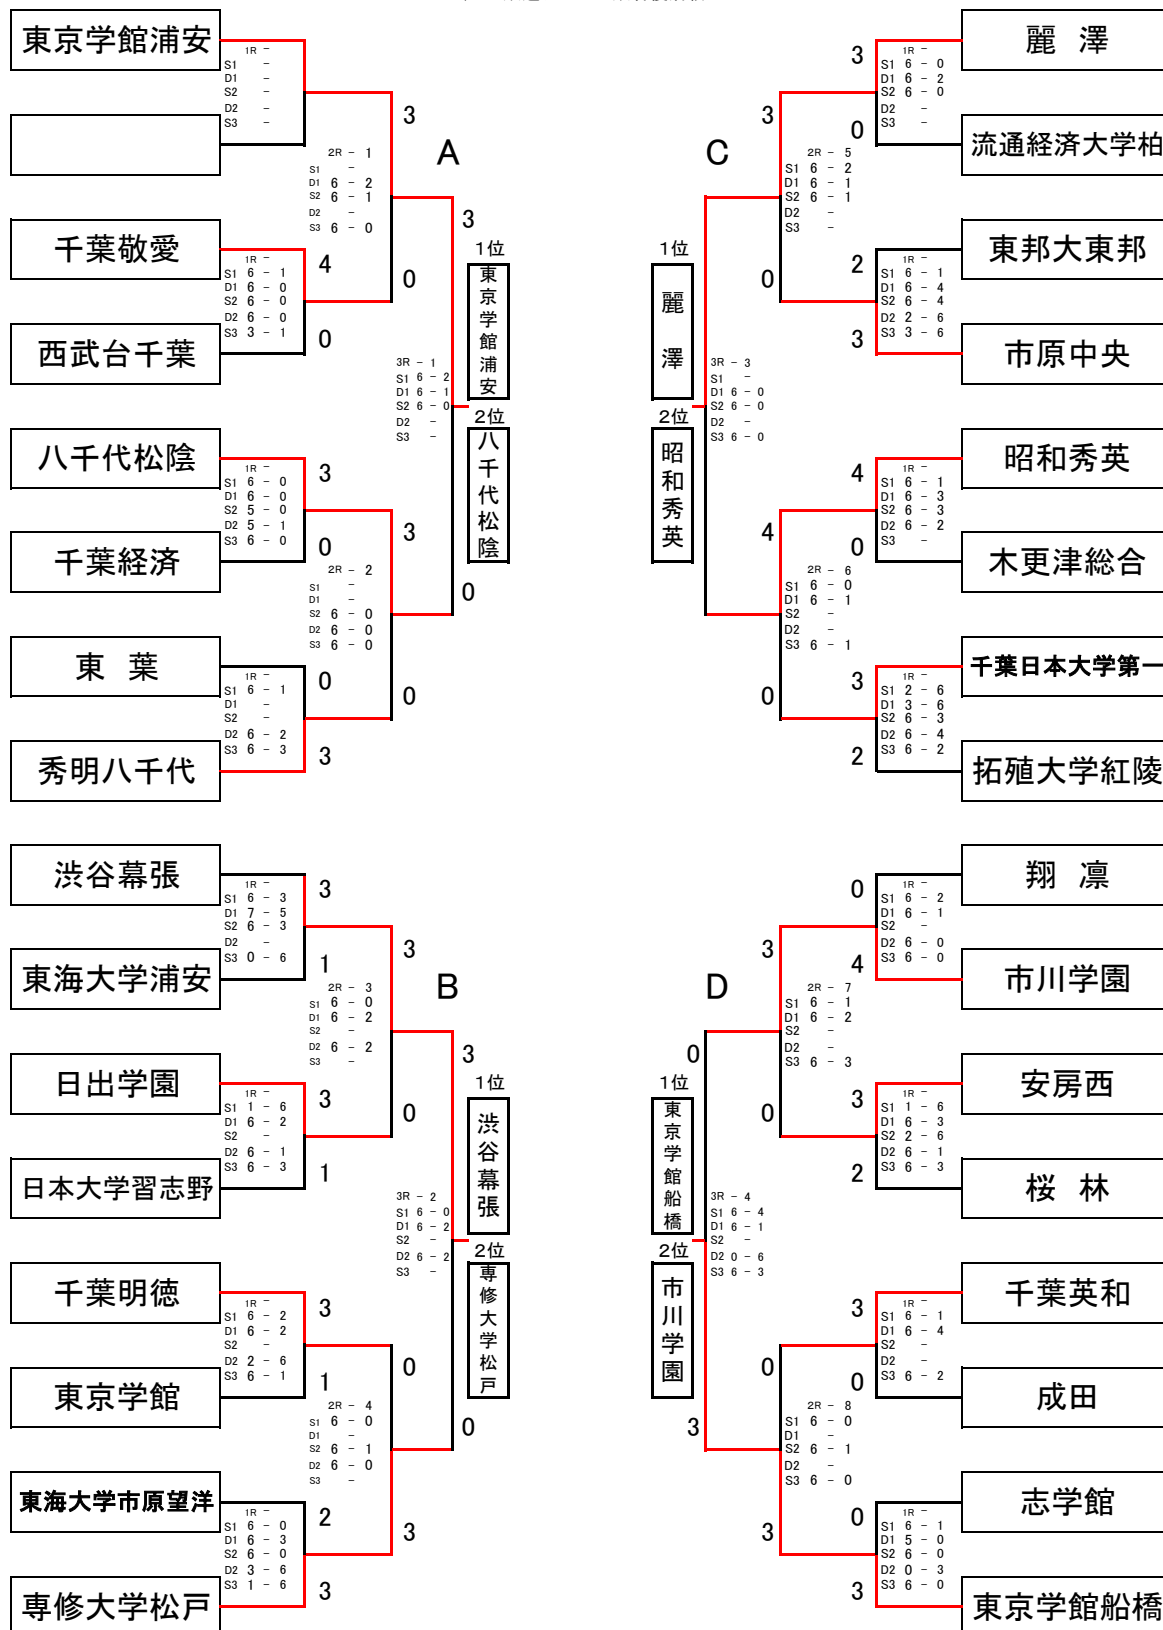 東京学館浦安
1R -
S1 -
D1 -
S2 -
D2 -
S3 -
3
A
2R - 1
S1 -
D1 6 - 2
S2 6 - 1
D2 -
S3 6 - 0
千葉敬愛
1R -
S1 6 - 1
D1 6 - 0
S2 6 - 0
D2 6 - 0
S3 3 - 1
4
0
西武台千葉
0
3
1位
東京学館浦安
3R - 1
S1 6 - 2
D1 6 - 1
S2 6 - 0
D2 -
S3 -
2位
八千代松陰
八千代松陰
1R -
S1 6 - 0
D1 6 - 0
S2 5 - 0
D2 5 - 1
S3 6 - 0
3
0
千葉経済
3
0
2R - 2
S1 -
D1 -
S2 6 - 0
D2 6 - 0
S3 6 - 0
東 葉
1R -
S1 6 - 1
D1 -
S2 -
D2 6 - 2
S3 6 - 3
0
3
秀明八千代
0
渋谷幕張
1R -
S1 6 - 3
D1 7 - 5
S2 6 - 3
D2 -
S3 0 - 6
3
1
東海大学浦安
3
B
2R - 3
S1 6 - 0
D1 6 - 2
S2 -
D2 6 - 2
S3 -
日出学園
1R -
S1 1 - 6
D1 6 - 2
S2 -
D2 6 - 1
S3 6 - 3
3
1
日本大学習志野
0
3
1位
渋谷幕張
3R - 2
S1 6 - 0
D1 6 - 2
S2 -
D2 6 - 2
S3 -
2位
専修大学松戸
千葉明徳
1R -
S1 6 - 2
D1 6 - 2
S2 -
D2 2 - 6
S3 6 - 1
3
1
東京学館
0
0
2R - 4
S1 6 - 0
D1 -
S2 6 - 1
D2 6 - 0
S3 -
東海大学市原望洋
1R -
S1 6 - 0
D1 6 - 3
S2 6 - 0
D2 3 - 6
S3 1 - 6
2
3
専修大学松戸
3
麗 澤
3
1R -
S1 6 - 0
D1 6 - 2
S2 6 - 0
D2 -
S3 -
0
流通経済大学柏
3
C
2R - 5
S1 6 - 2
D1 6 - 1
S2 6 - 1
D2 -
S3 -
東邦大東邦
2
1R -
S1 6 - 1
D1 6 - 4
S2 6 - 4
D2 2 - 6
S3 3 - 6
3
市原中央
0
1位
麗 澤
3R - 3
S1 -
D1 6 - 0
S2 6 - 0
D2 -
S3 6 - 0
2位
昭和秀英
昭和秀英
4
1R -
S1 6 - 1
D1 6 - 3
S2 6 - 3
D2 6 - 2
S3 -
0
木更津総合
4
2R - 6
S1 6 - 0
D1 6 - 1
S2 -
D2 -
S3 6 - 1
千葉日本大学第一
3
1R -
S1 2 - 6
D1 3 - 6
S2 6 - 3
D2 6 - 4
S3 6 - 2
2
拓殖大学紅陵
0
翔 凛
0
1R -
S1 6 - 2
D1 6 - 1
S2 -
D2 6 - 0
S3 6 - 0
4
市川学園
3
D
2R - 7
S1 6 - 1
D1 6 - 2
S2 -
D2 -
S3 6 - 3
安房西
3
1R -
S1 1 - 6
D1 6 - 3
S2 2 - 6
D2 6 - 1
S3 6 - 3
2
桜 林
0
0
1位
東京学館船橋
3R - 4
S1 6 - 4
D1 6 - 1
S2 -
D2 0 - 6
S3 6 - 3
2位
市川学園
千葉英和
3
1R -
S1 6 - 1
D1 6 - 4
S2 -
D2 -
S3 6 - 2
0
成田
0
3
2R - 8
S1 6 - 0
D1 -
S2 6 - 1
D2 -
S3 6 - 0
志学館
0
1R -
S1 6 - 1
D1 5 - 0
S2 6 - 0
D2 0 - 3
S3 6 - 0
3
東京学館船橋
3